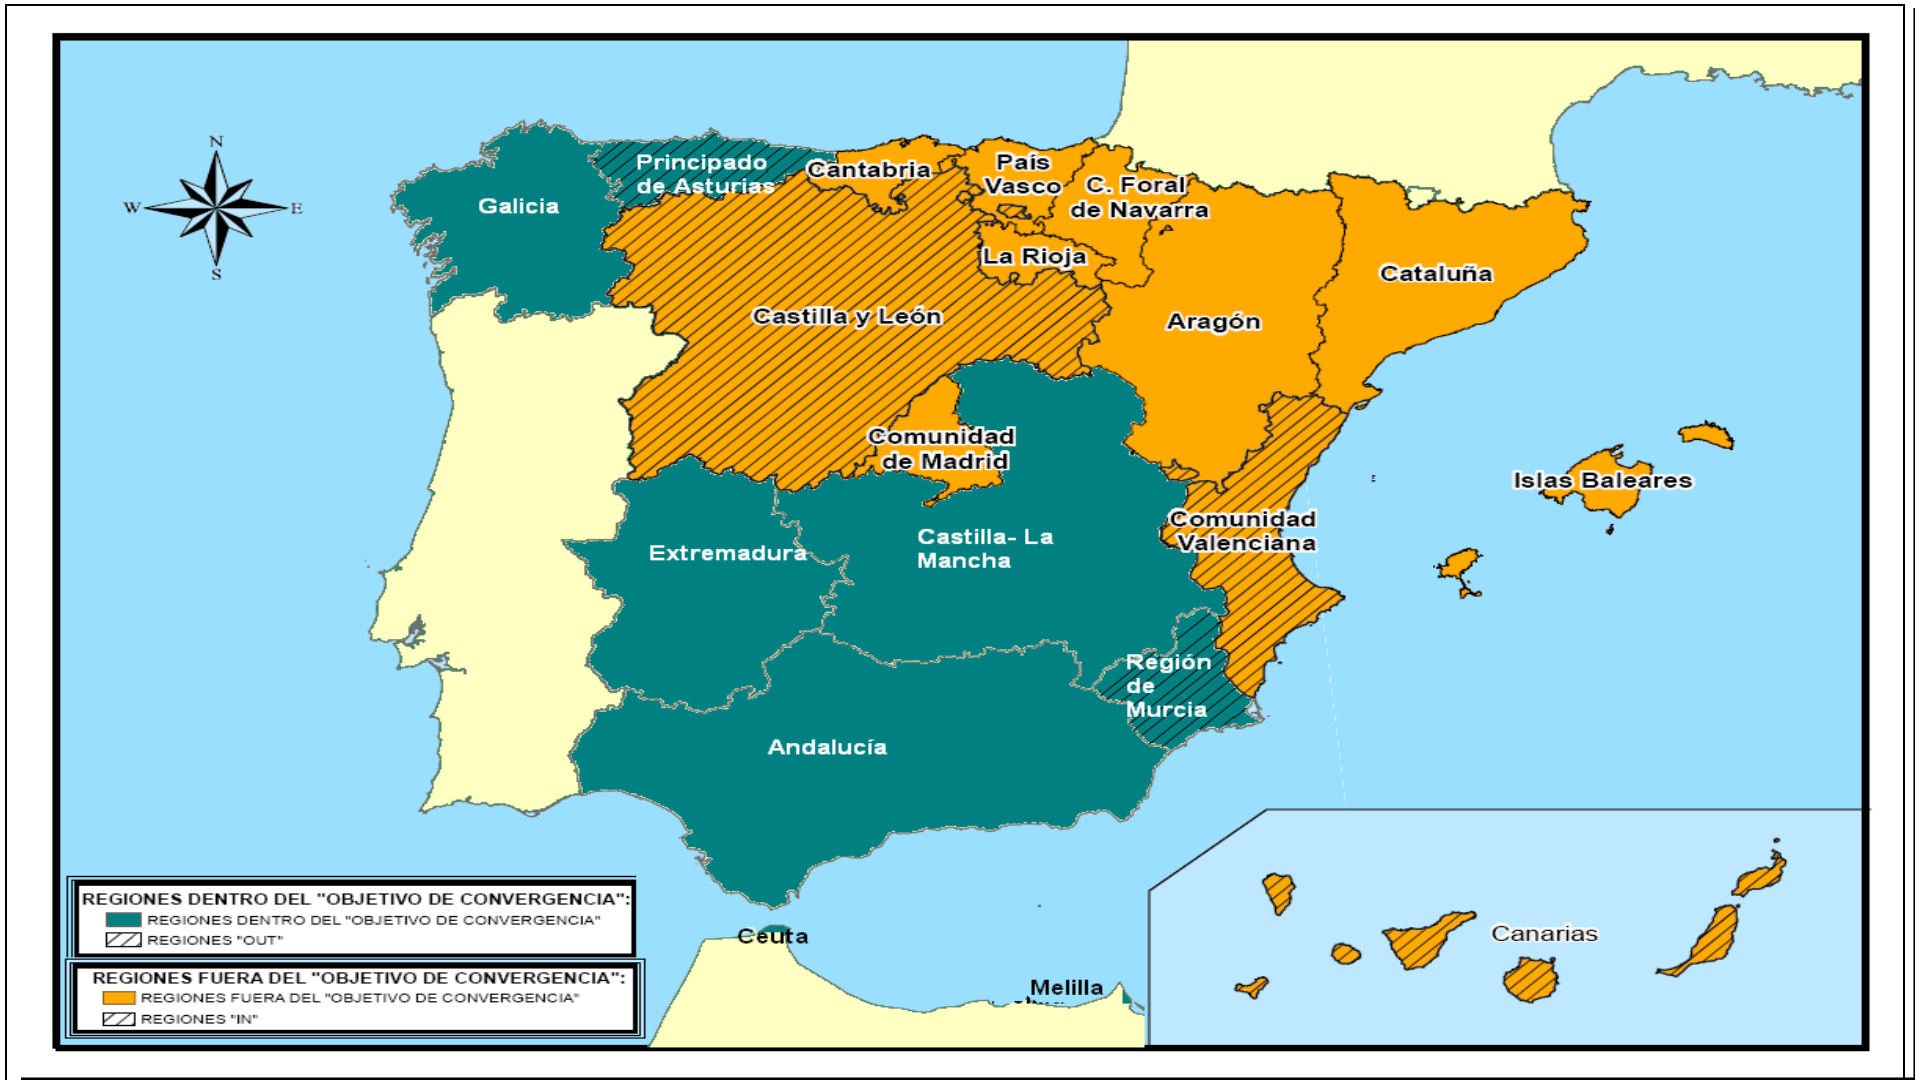 N
W
E
S
Principado
de Asturias
Cantabria
País
Vasco
C. Foral
de Navarra
Galicia
La Rioja
Cataluña
Castilla y León
Aragón
Comunidad
de Madrid
Islas Baleares
Comunidad
Valenciana
Extremadura
Castilla- La
Mancha
Región
de
Murcia
Andalucía
Ceuta
Melilla
Canarias
REGIONES DENTRO DEL "OBJETIVO DE CONVERGENCIA":
REGIONES DENTRO DEL "OBJETIVO DE CONVERGENCIA"
REGIONES "OUT"
REGIONES FUERA DEL "OBJETIVO DE CONVERGENCIA":
REGIONES FUERA DEL "OBJETIVO DE CONVERGENCIA"
REGIONES "IN"